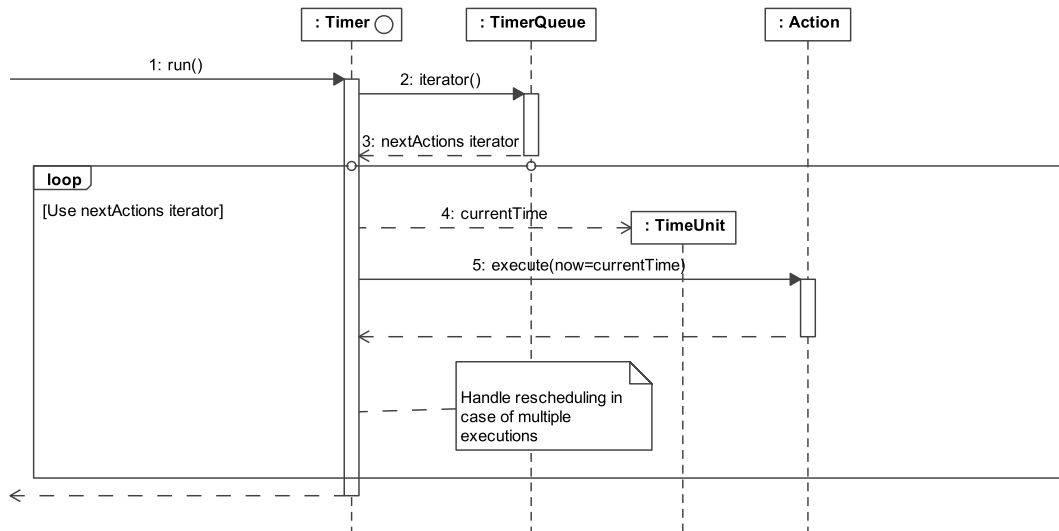 : Timer
: TimerQueue
: Action
1: run()
2: iterator()
3: nextActions iterator
loop
[Use nextActions iterator]
4: currentTime
: TimeUnit
5: execute(now=currentTime)
Handle rescheduling in
case of multiple
executions